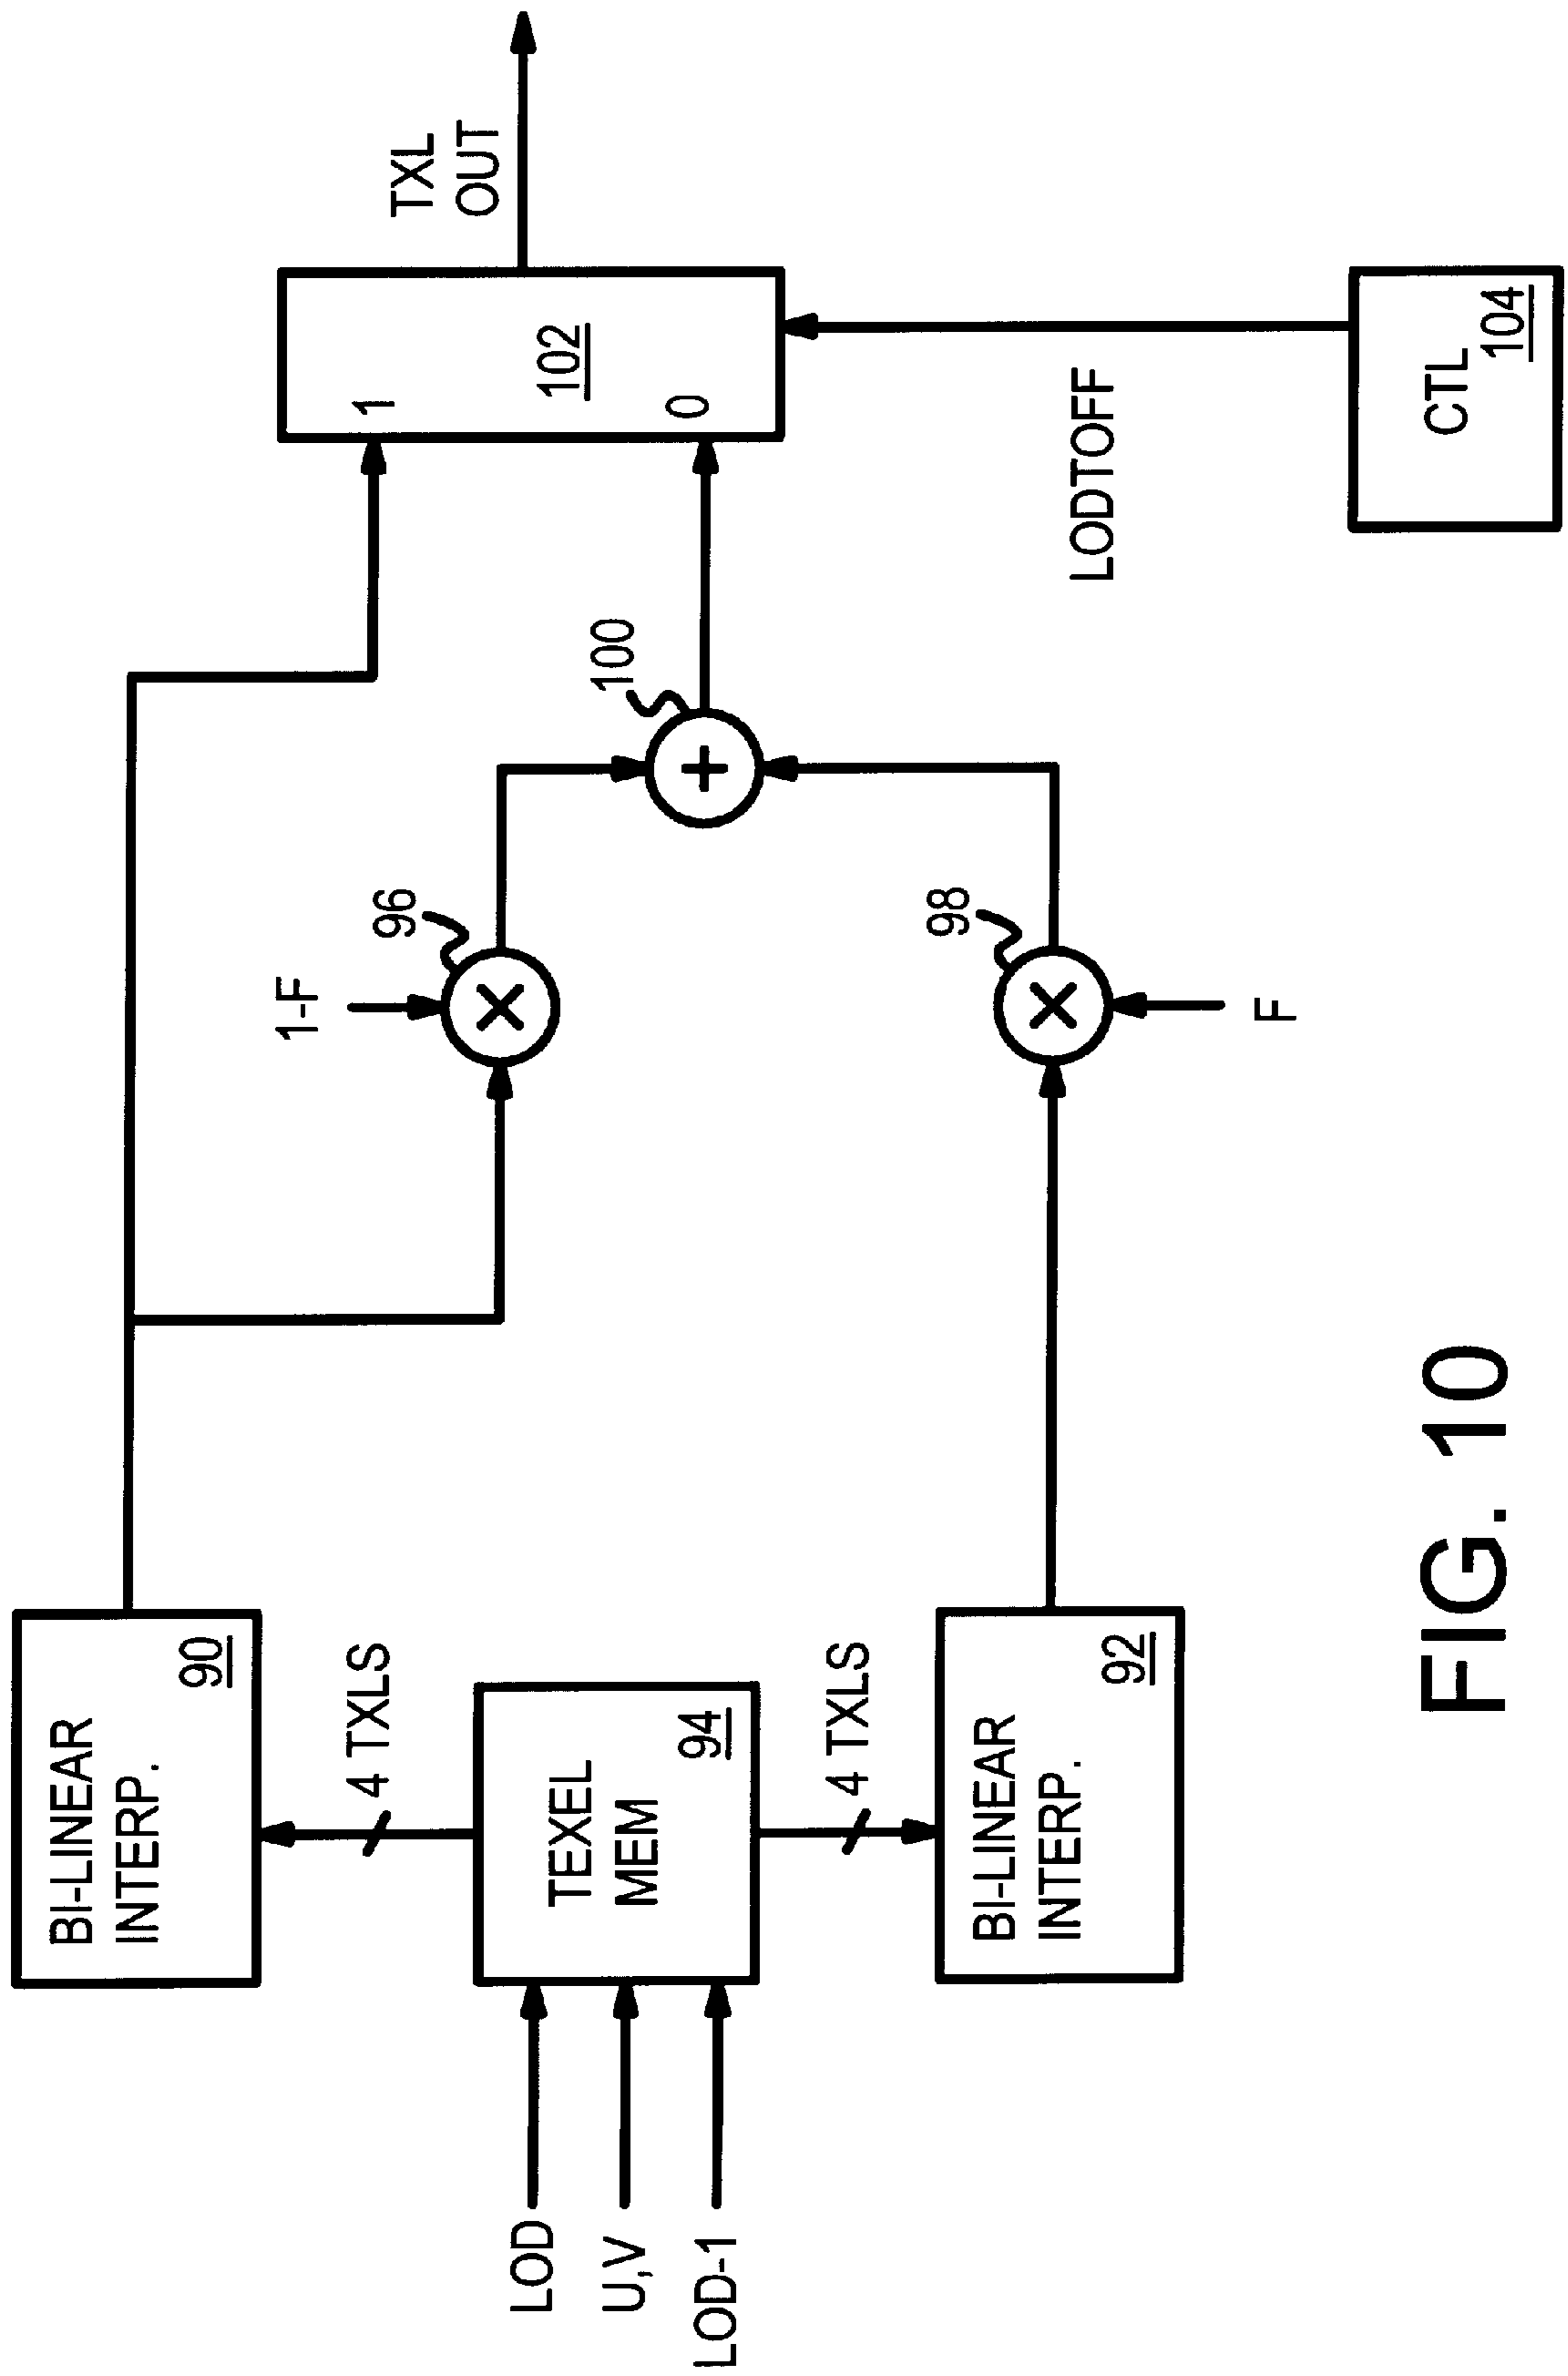 BI-LINEAR
INTERP.
90
4 TXLS
LOD
U,V
LOD-1
TEXEL
MEM
94
4 TXLS
BI-LINEAR
INTERP.
92
1-F
96
98
F
100
1
102
0
TXL
OUT
LODTOFF
CTL
104
FIG. 10